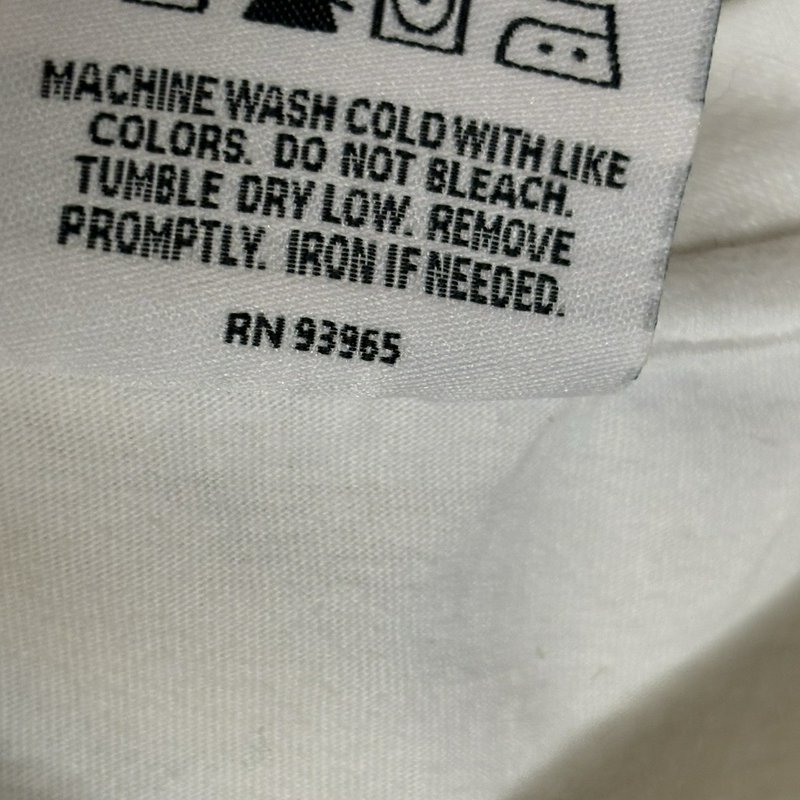 MACHINE WASH COLD WITH LIKE
COLORS. DO NOT BLEACH.
TUMBLE DRY LOW. REMOVE
PROMPTLY. IRON IF NEEDED.
RN 93965